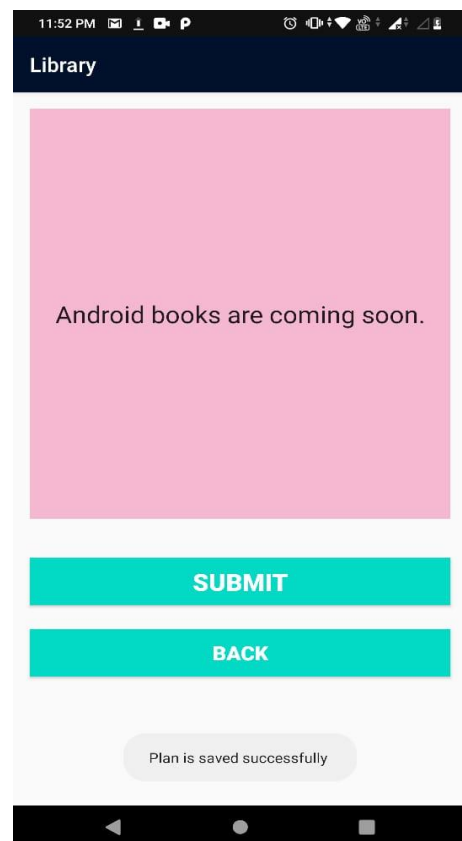 11:52 PM
Library
Android books are coming soon.
SUBMIT
BACK
Plan is saved successfully